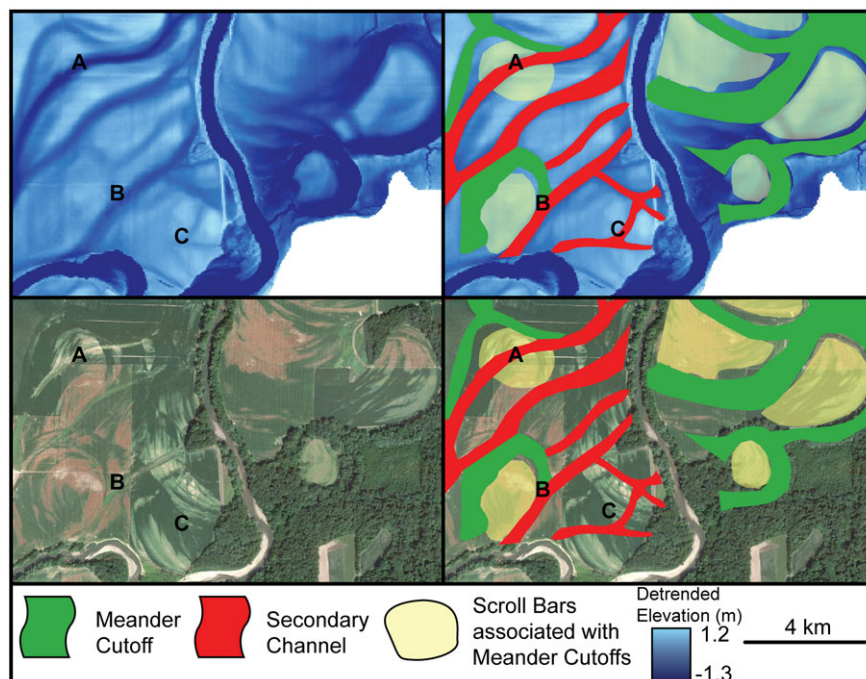 A
B
C
A
B
C
A
B
C
A
B
C
Meander
Cutoff
Secondary
Channel
Scroll Bars
associated with
Meander Cutoffs
Detrended
Elevation (m)
1.2
-1.3
4 km